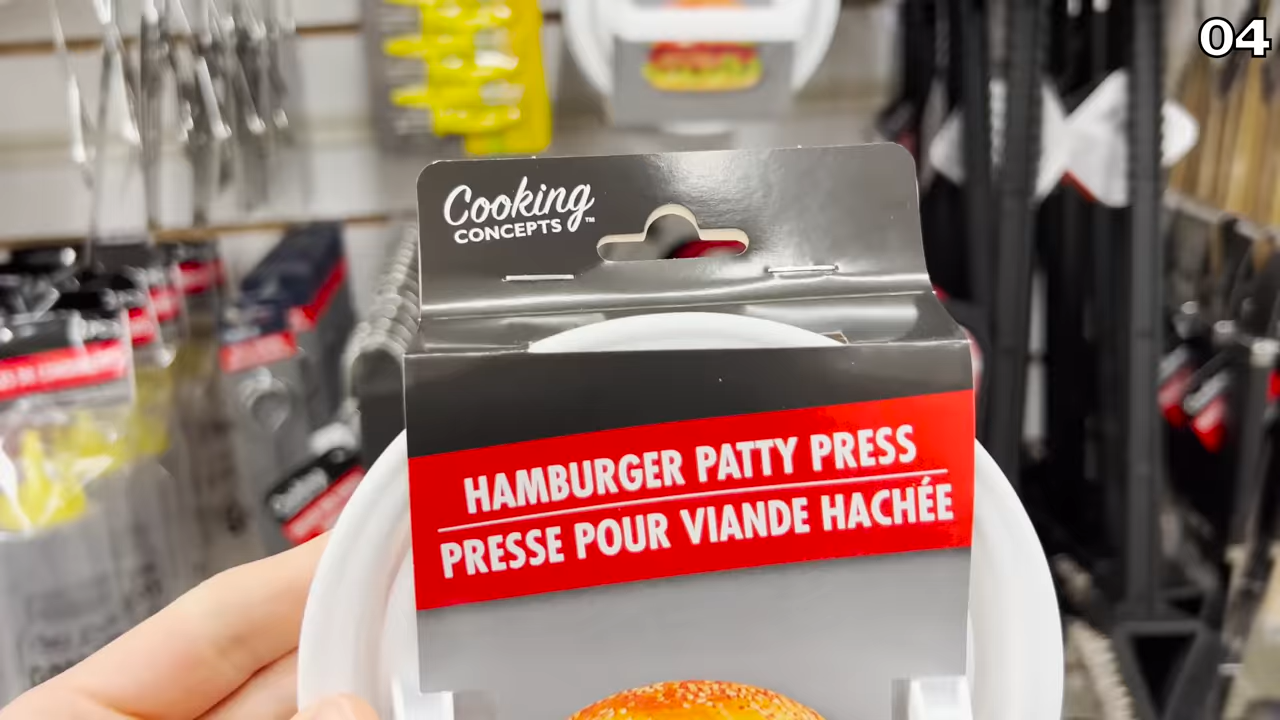 04
Cooking
CONCEPTS™
HAMBURGER PATTY PRESS
PRESSE POUR VIANDE HACHÉE